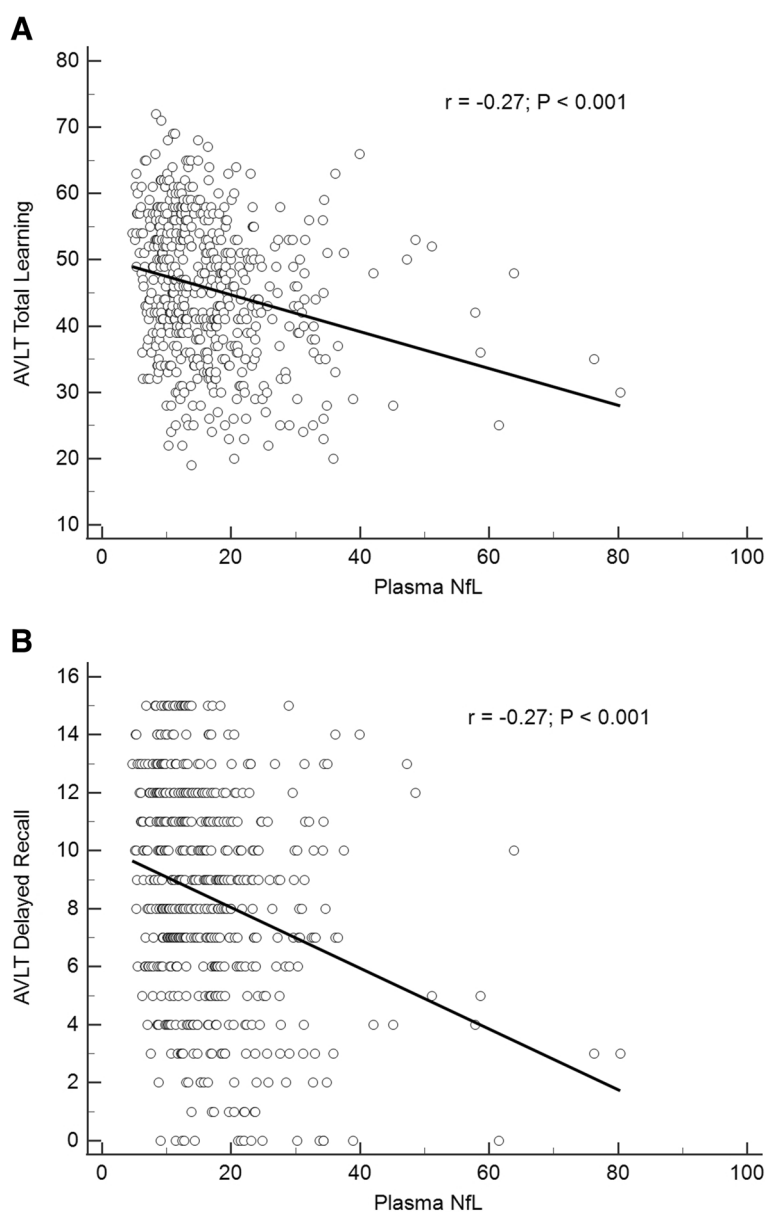 A
80
r = -0.27; P < 0.001
70
60
50
AVLT Total Learning
40
30
20
10
0 20 40 60 80 100
Plasma NfL
B
16
r = -0.27; P < 0.001
14
12
10
AVLT Delayed Recall
8
6
4
2
0
0 20 40 60 80 100
Plasma NfL